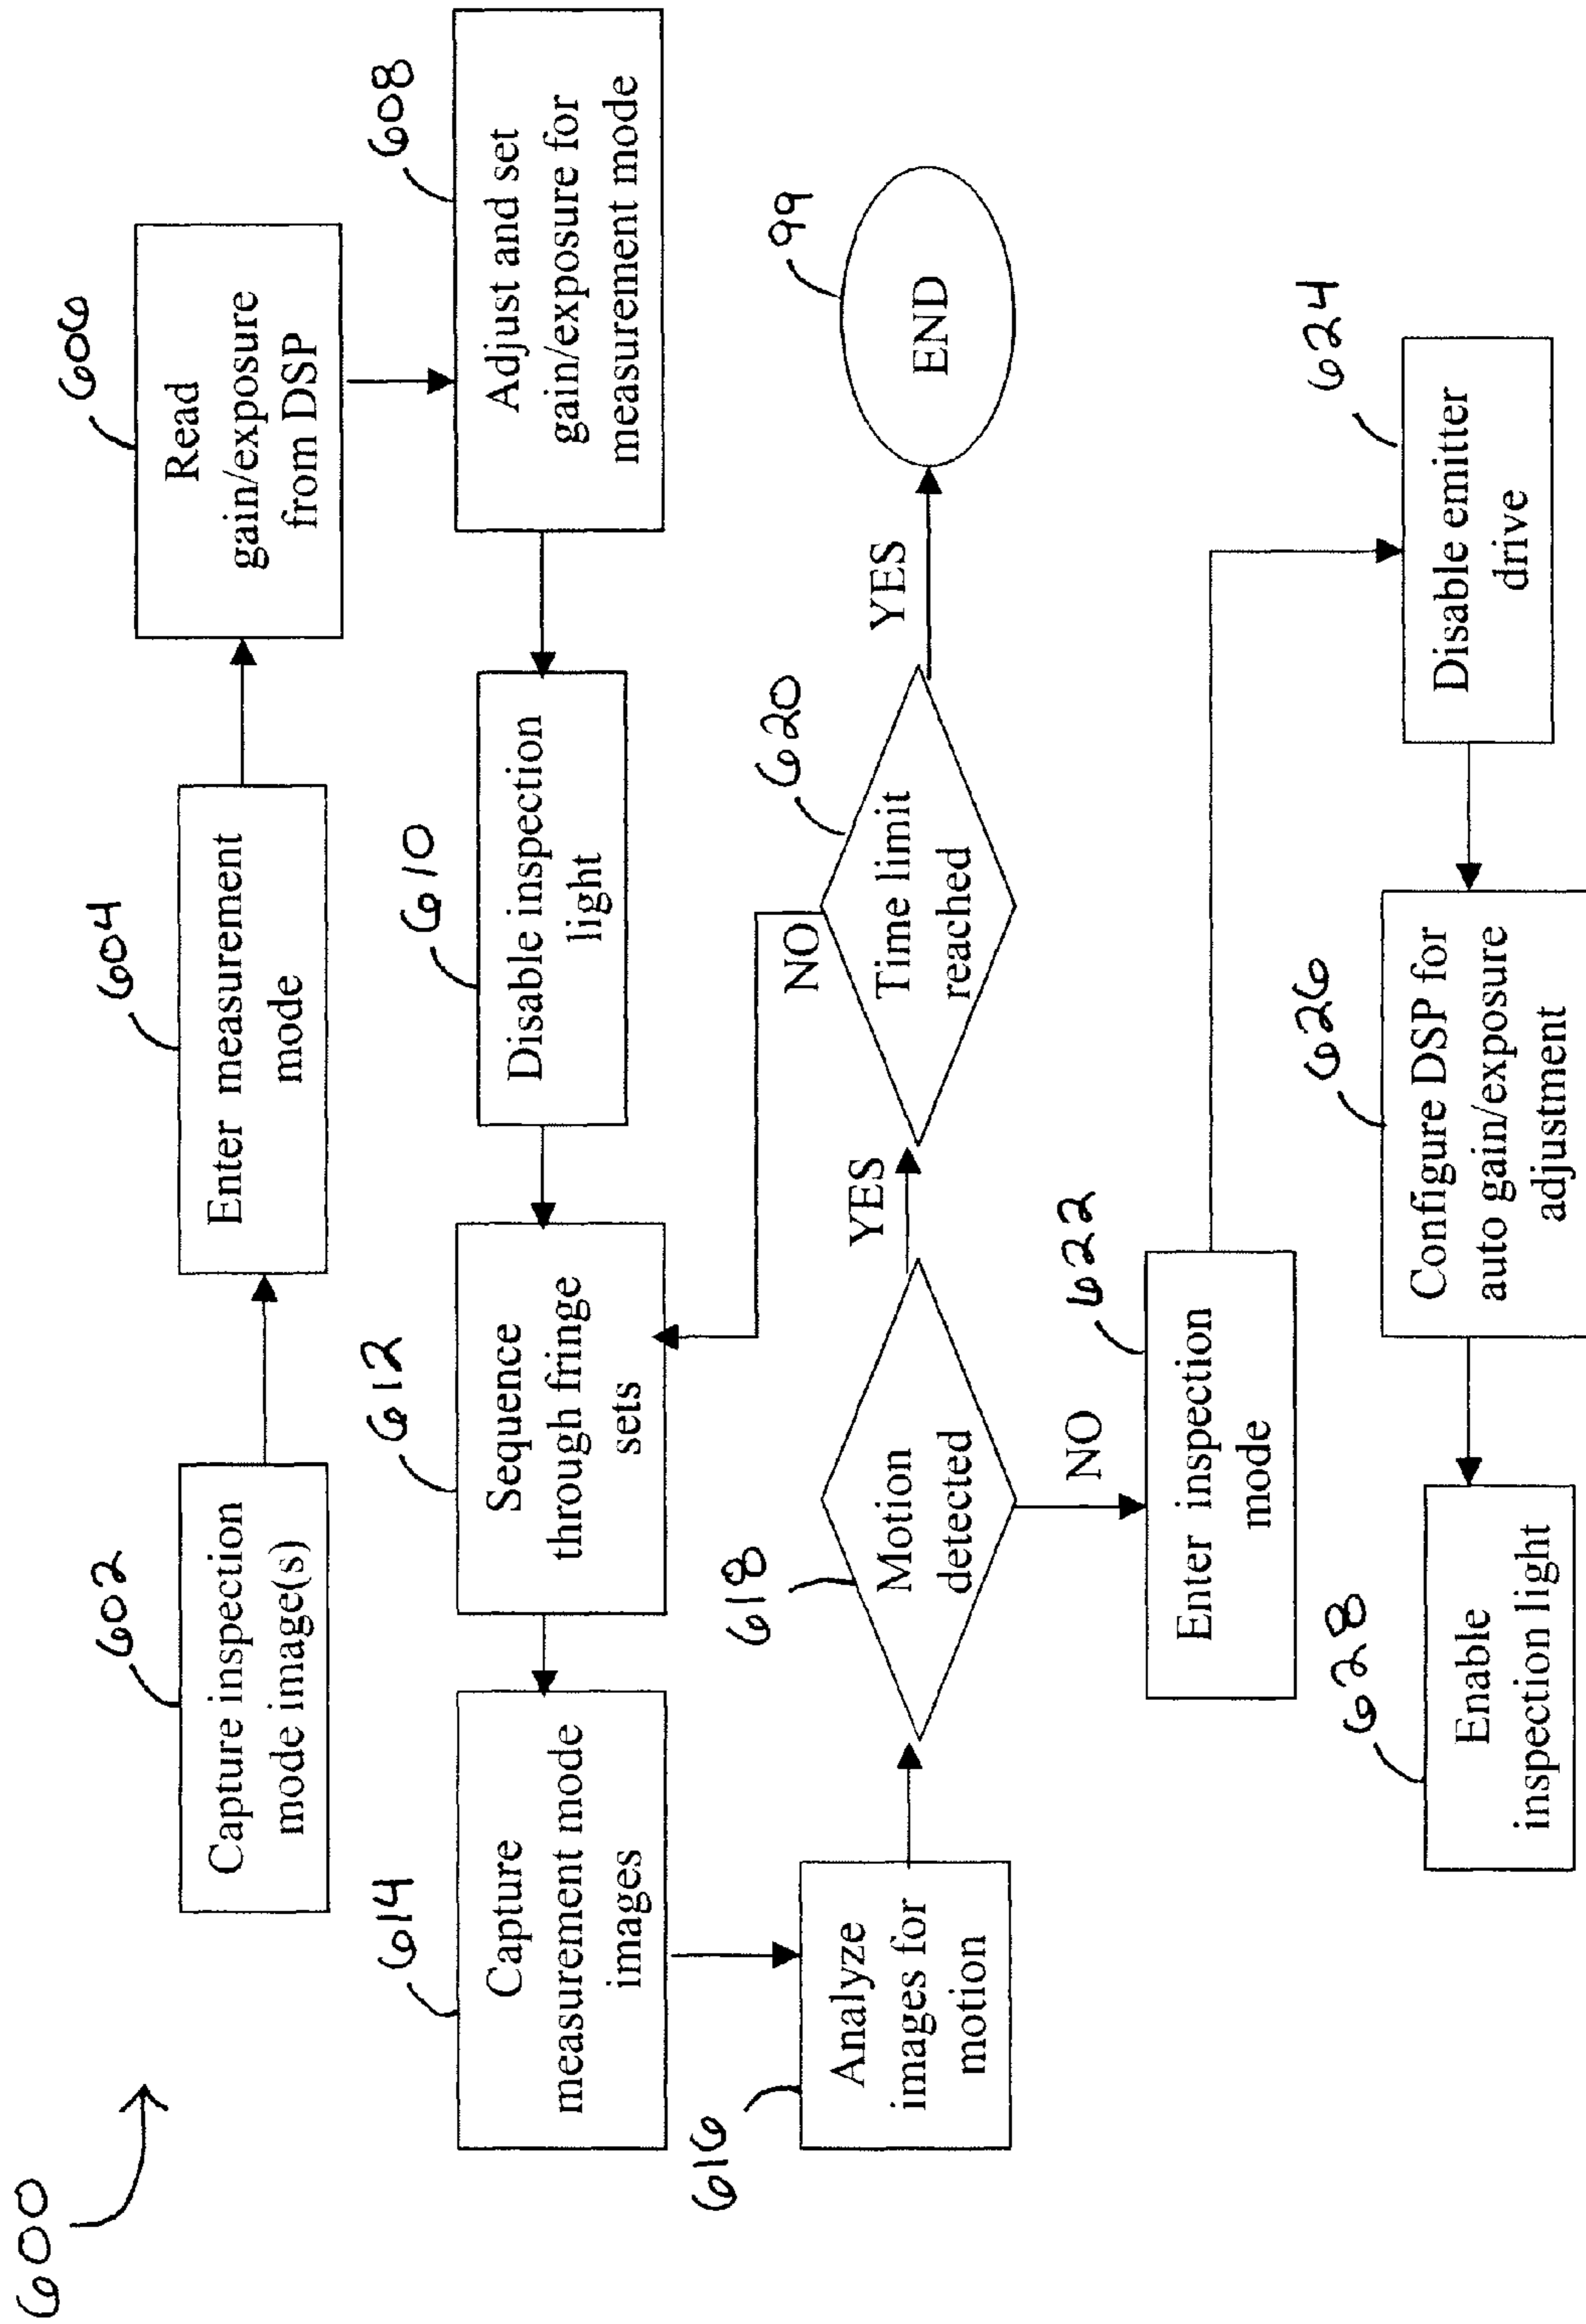 600
602
Capture inspection
mode image(s)
604
Enter measurement
mode
606
Read
gain/exposure
from DSP
608
Adjust and set
gain/exposure for
measurement mode
610
Disable inspection
light
612
Sequence
through fringe
sets
614
Capture
measurement mode
images
616
Analyze
images for
motion
618
Motion
detected
YES
NO
620
Time limit
reached
NO
YES
99
END
622
Enter inspection
mode
624
Disable emitter
drive
626
Configure DSP for
auto gain/exposure
adjustment
628
Enable
inspection light